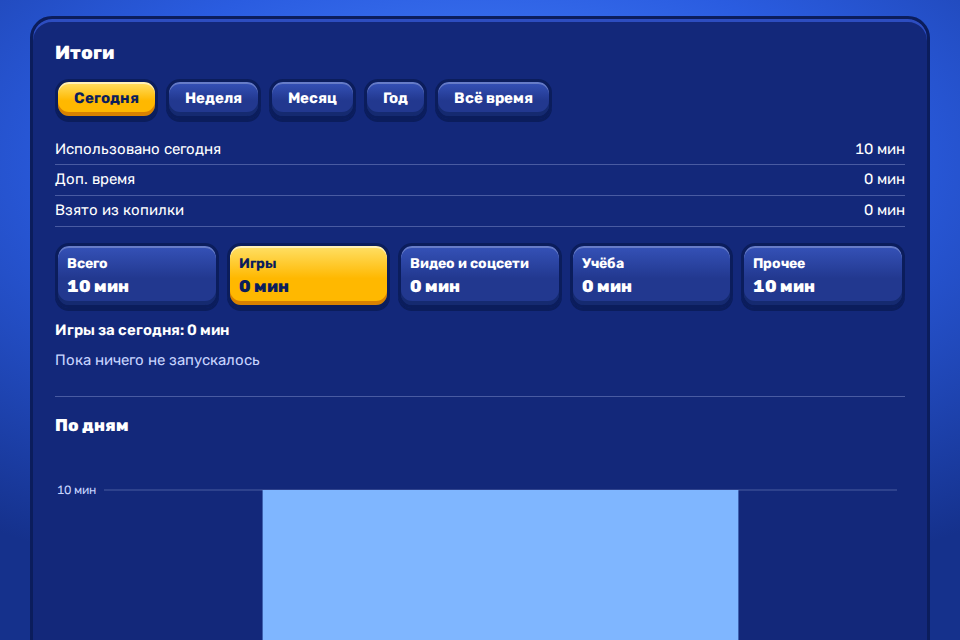 Итоги
Сегодня Неделя Месяц Год Всё время
Использовано сегодня 10 мин
Доп. время 0 мин
Взято из копилки 0 мин
Всего Игры Видео и соцсети Учёба Прочее
10 мин 0 мин 0 мин 0 мин 10 мин
Игры за сегодня: 0 мин
Пока ничего не запускалось
По дням
10 мин